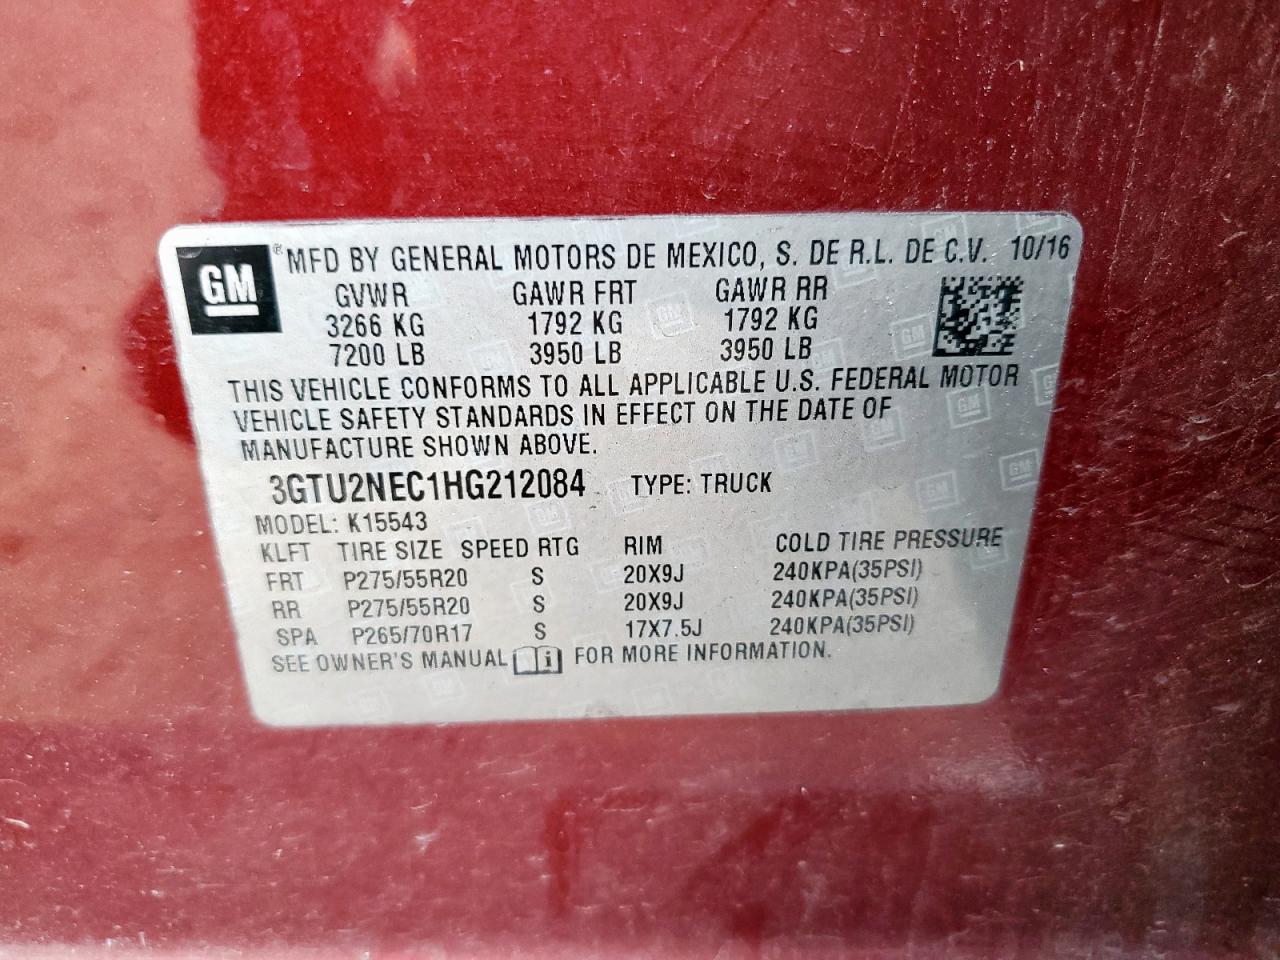 GM
® MFD BY GENERAL MOTORS DE MEXICO, S. DE R.L. DE C.V. 10/16
GVWR GAWR FRT GAWR RR
3266 KG 1792 KG 1792 KG
7200 LB 3950 LB 3950 LB
THIS VEHICLE CONFORMS TO ALL APPLICABLE U.S. FEDERAL MOTOR
VEHICLE SAFETY STANDARDS IN EFFECT ON THE DATE OF
MANUFACTURE SHOWN ABOVE.
3GTU2NEC1HG212084 TYPE: TRUCK
MODEL: K15543
KLFT TIRE SIZE SPEED RTG RIM COLD TIRE PRESSURE
FRT P275/55R20 S 20X9J 240KPA(35PSI)
RR P275/55R20 S 20X9J 240KPA(35PSI)
SPA P265/70R17 S 17X7.5J 240KPA(35PSI)
SEE OWNER'S MANUAL i FOR MORE INFORMATION.